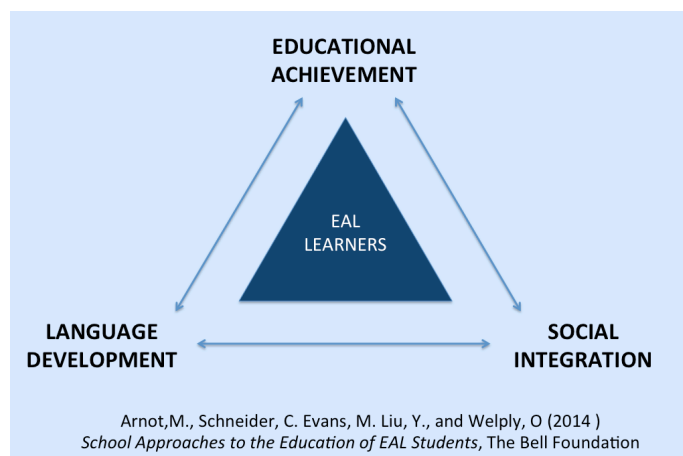 EDUCATIONAL
ACHIEVEMENT
EAL
LEARNERS
LANGUAGE
DEVELOPMENT
SOCIAL
INTEGRATION
Arnot,M., Schneider, C. Evans, M. Liu, Y., and Welply, O (2014 )
School Approaches to the Education of EAL Students, The Bell Foundation